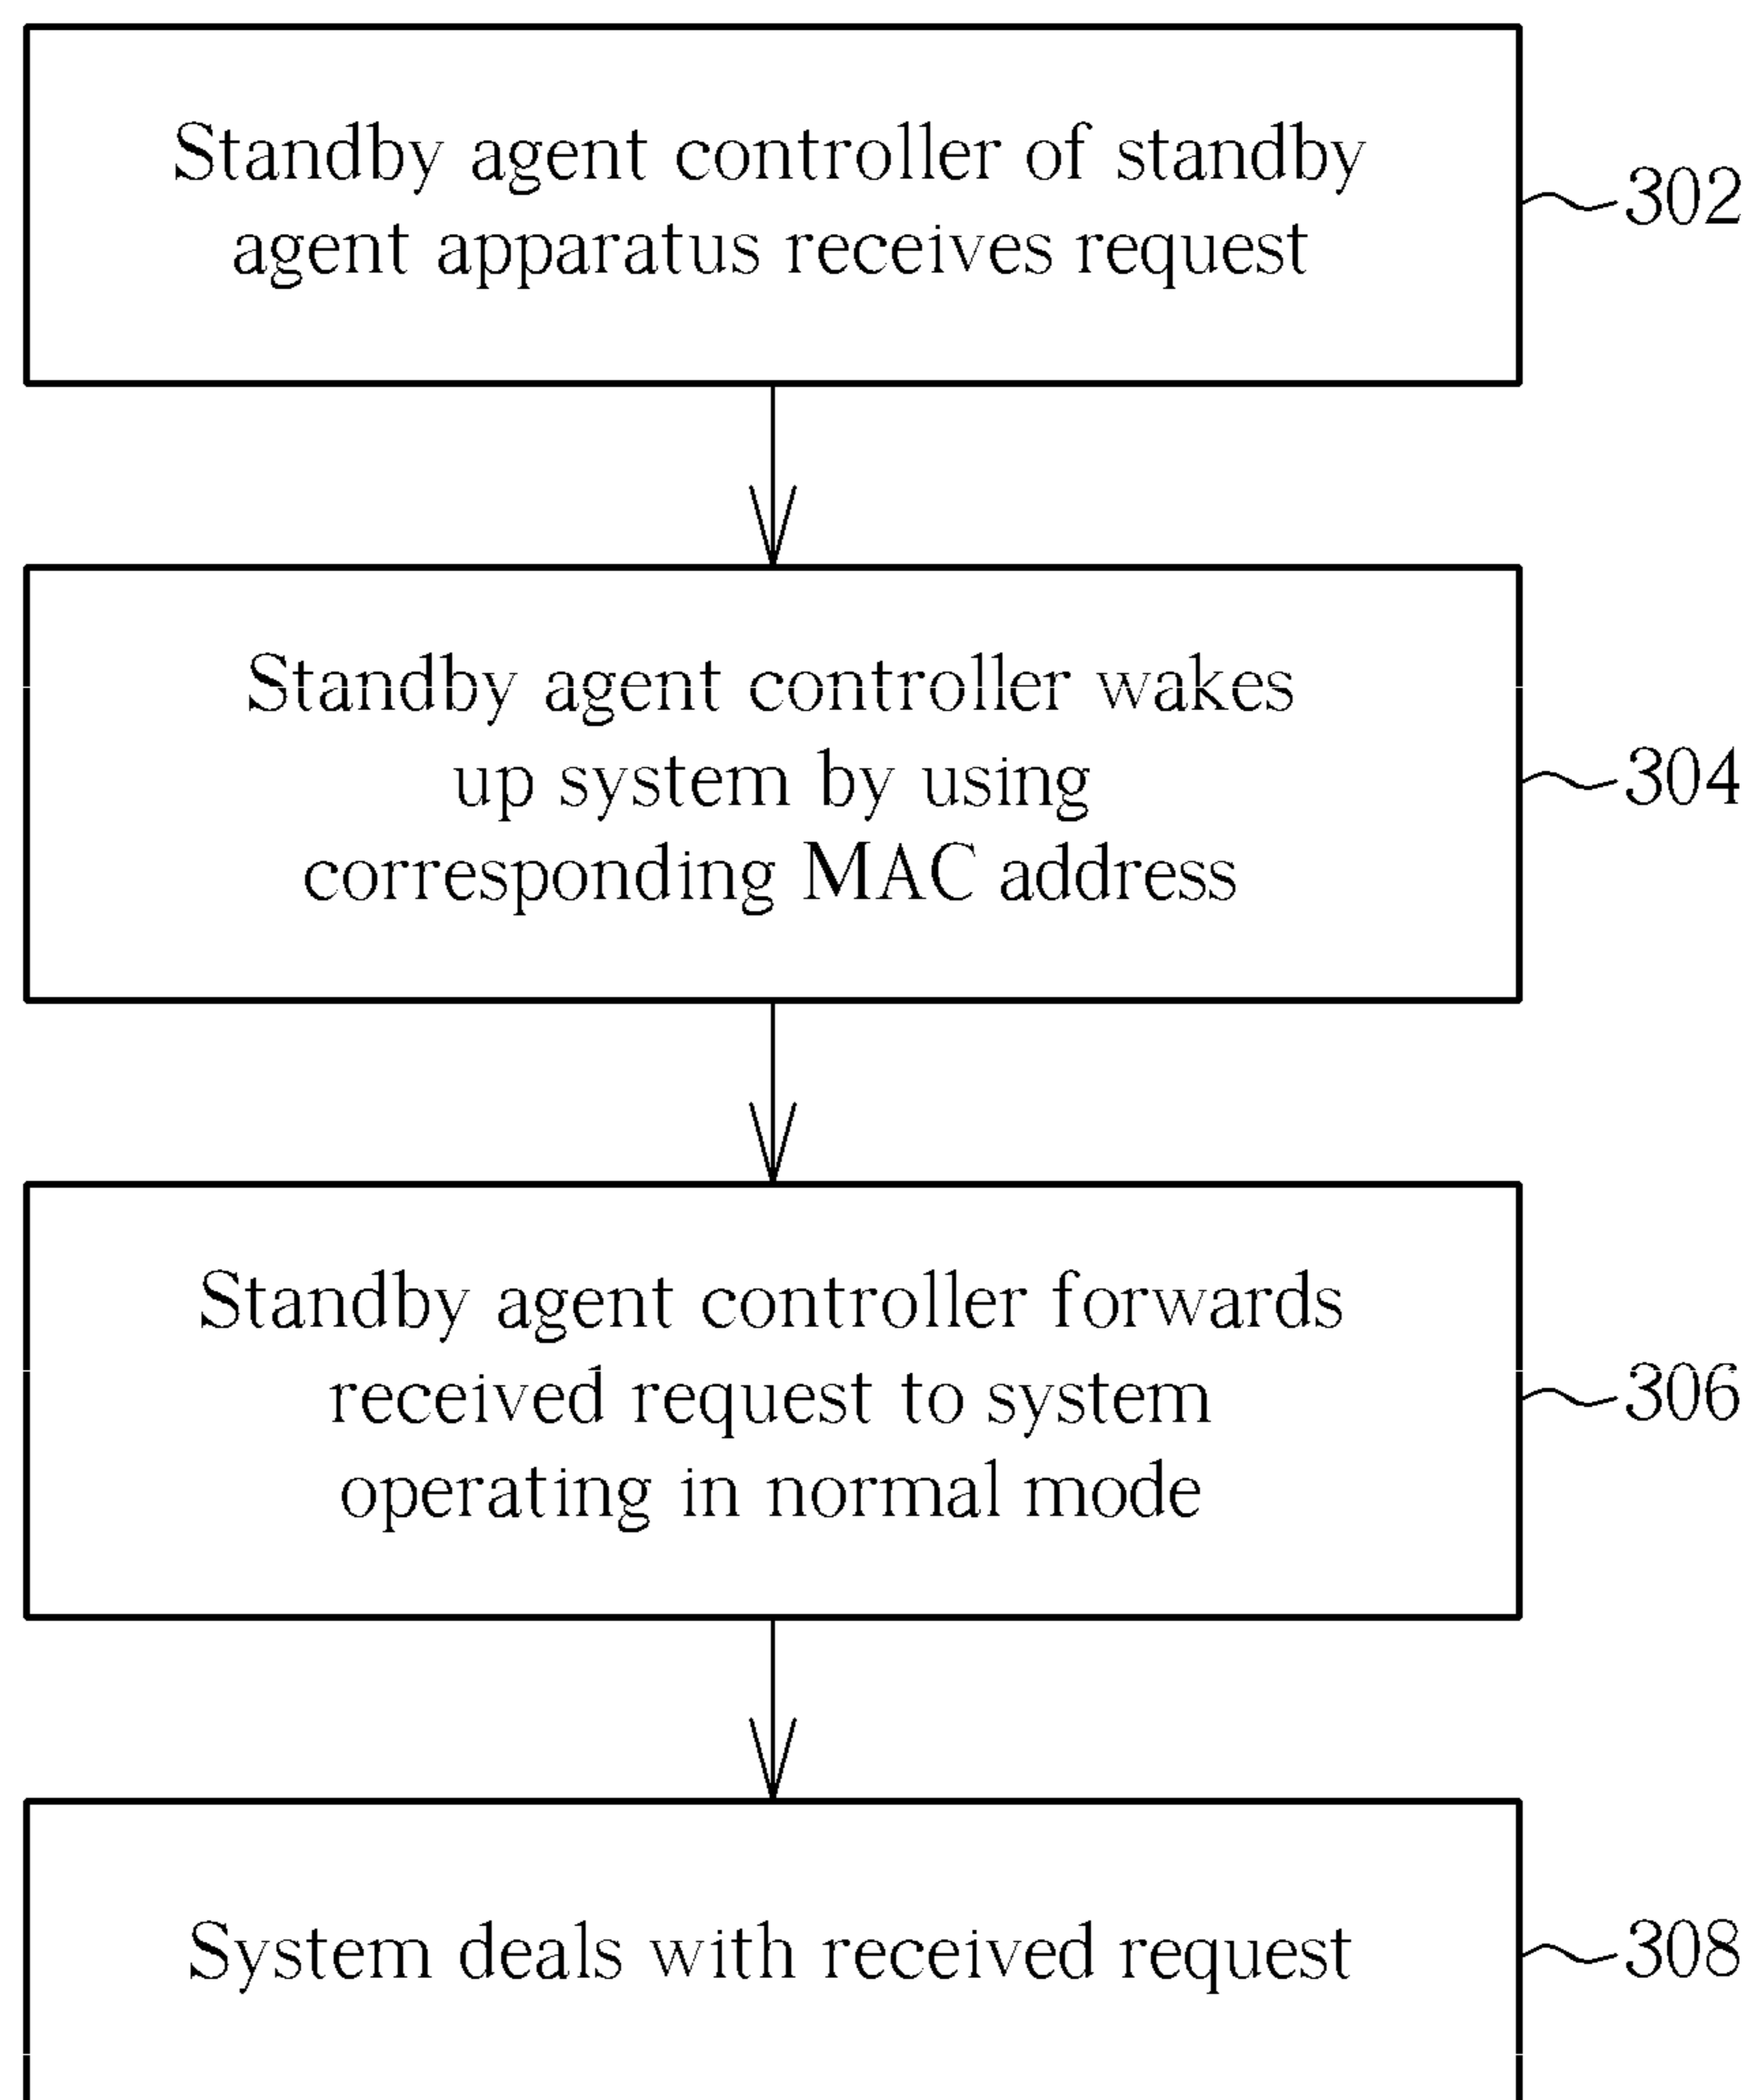 Standby agent controller of standby
agent apparatus receives request
302
Standby agent controller wakes
up system by using
corresponding MAC address
304
Standby agent controller forwards
received request to system
operating in normal mode
306
System deals with received request
308